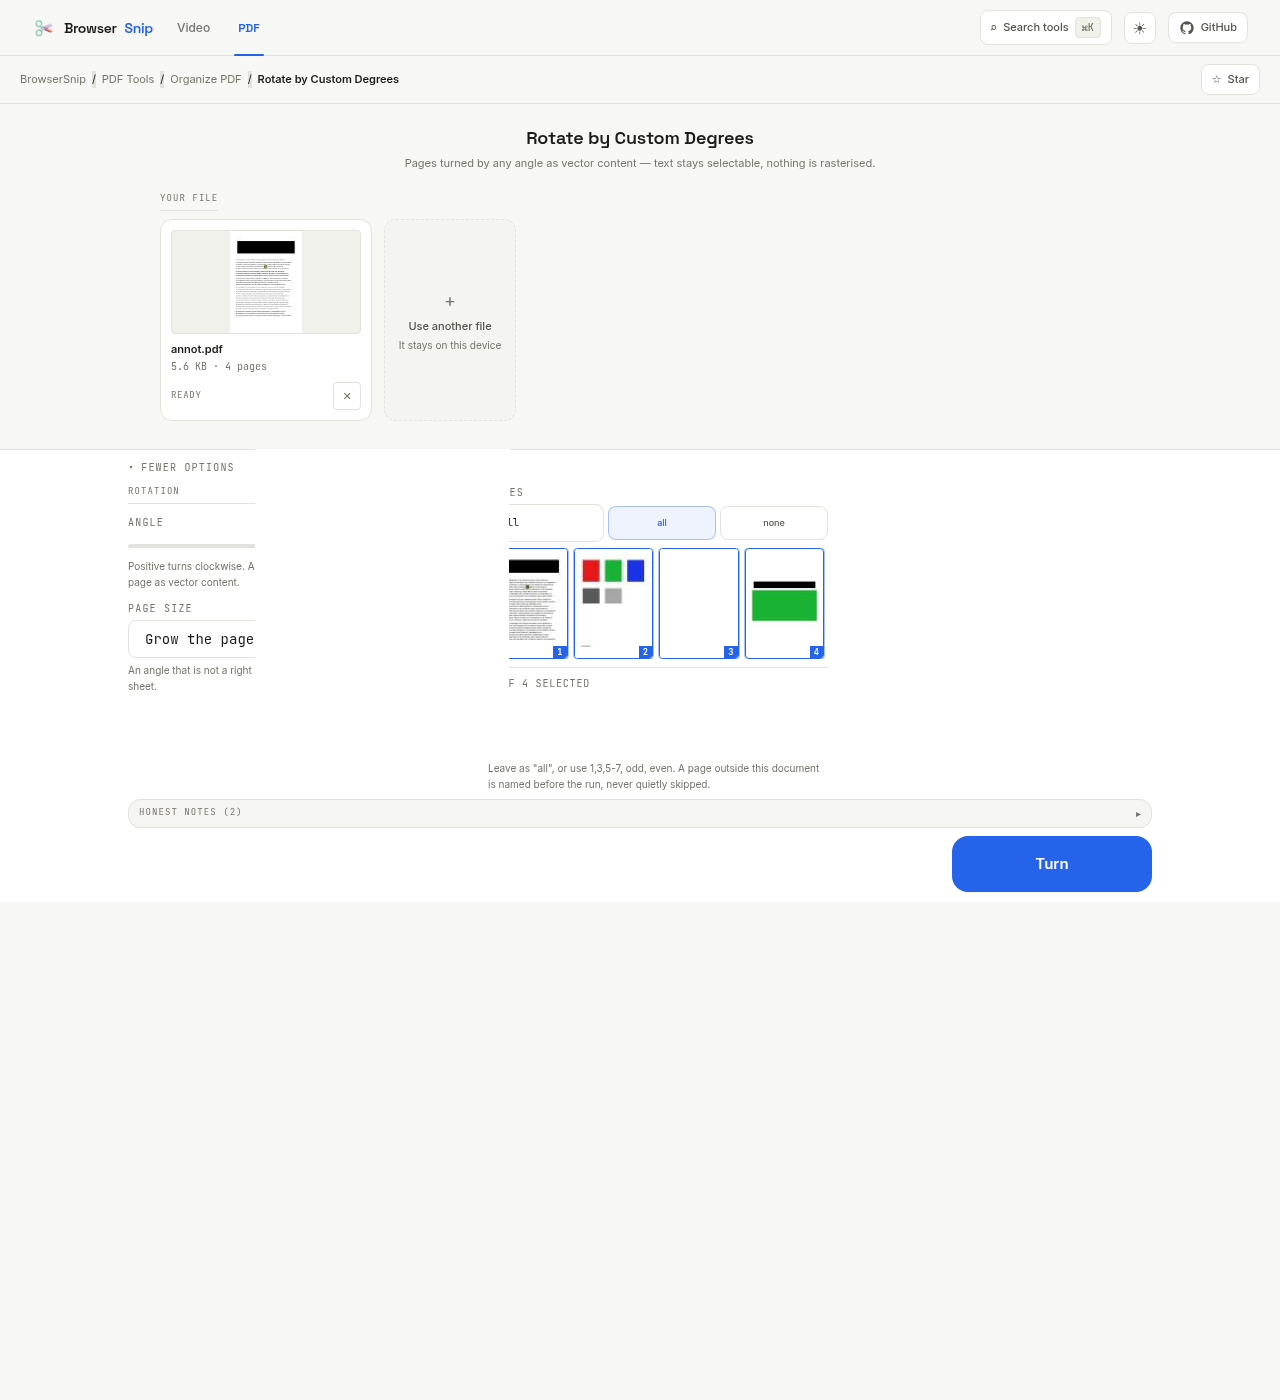 Browser Snip
Video
PDF
Search tools
⌘K
GitHub
BrowserSnip / PDF Tools / Organize PDF / Rotate by Custom Degrees
☆ Star
Rotate by Custom Degrees
Pages turned by any angle as vector content — text stays selectable, nothing is rasterised.
YOUR FILE
annot.pdf
5.6 KB · 4 pages
READY
×
+
Use another file
It stays on this device
▾ FEWER OPTIONS
ROTATION
ANGLE
Positive turns clockwise. A
page as vector content.
PAGE SIZE
Grow the page
An angle that is not a right
sheet.
ES
ll
all
none
1
2
3
4
F 4 SELECTED
Leave as "all", or use 1,3,5-7, odd, even. A page outside this document
is named before the run, never quietly skipped.
HONEST NOTES (2)
▸
Turn